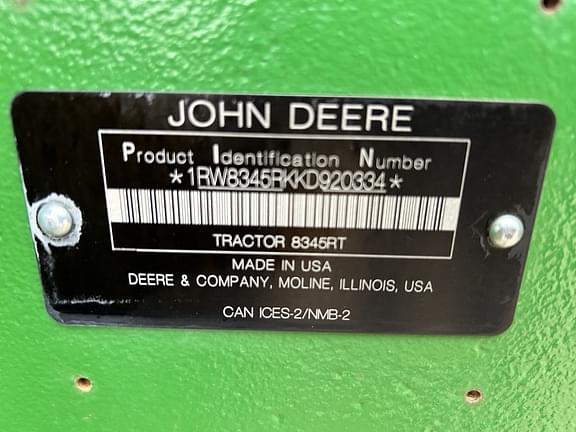 JOHN DEERE
Product Identification Number
*1RW8345RKKD920334*
TRACTOR 8345RT
MADE IN USA
DEERE & COMPANY, MOLINE, ILLINOIS, USA
CAN ICES-2/NMB-2